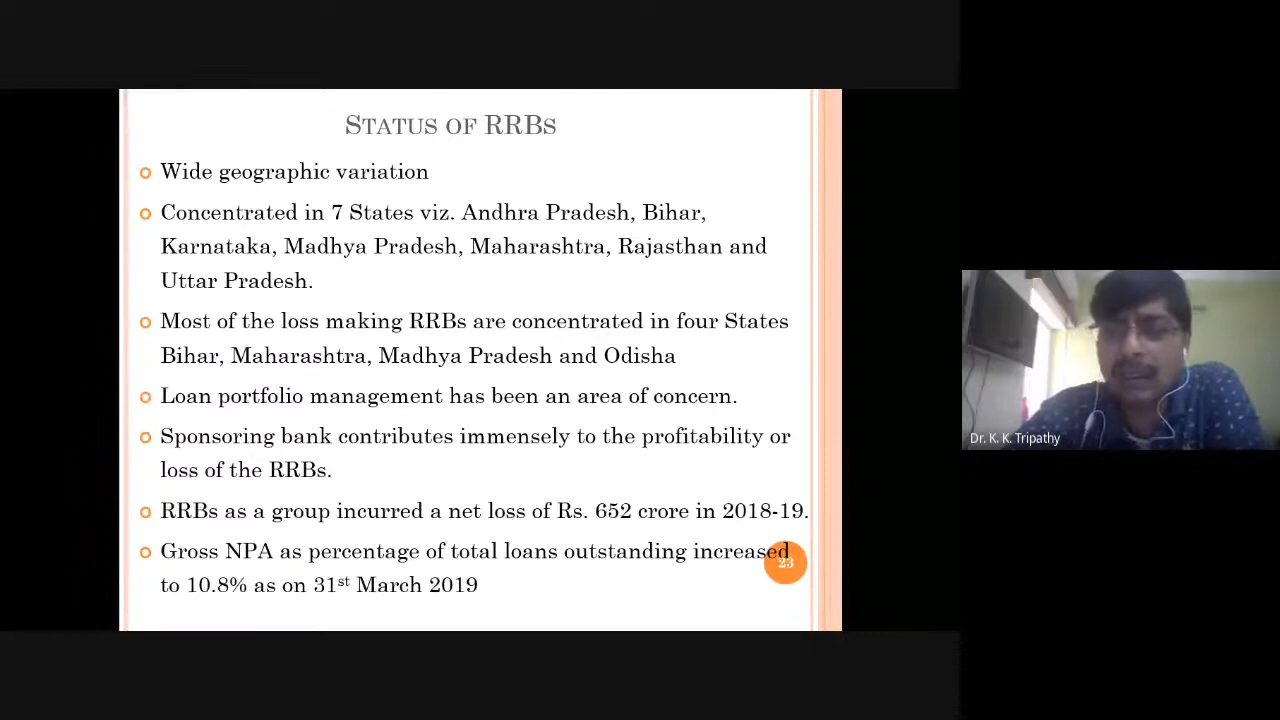 STATUS OF RRBS
Wide geographic variation
Concentrated in 7 States viz. Andhra Pradesh, Bihar,
Karnataka, Madhya Pradesh, Maharashtra, Rajasthan and
Uttar Pradesh.
Most of the loss making RRBs are concentrated in four States
Bihar, Maharashtra, Madhya Pradesh and Odisha
Loan portfolio management has been an area of concern.
Sponsoring bank contributes immensely to the profitability or
loss of the RRBs.
RRBs as a group incurred a net loss of Rs. 652 crore in 2018-19.
Gross NPA as percentage of total loans outstanding increased
to 10.8% as on 31st March 2019
23
Dr. K. K. Tripathy